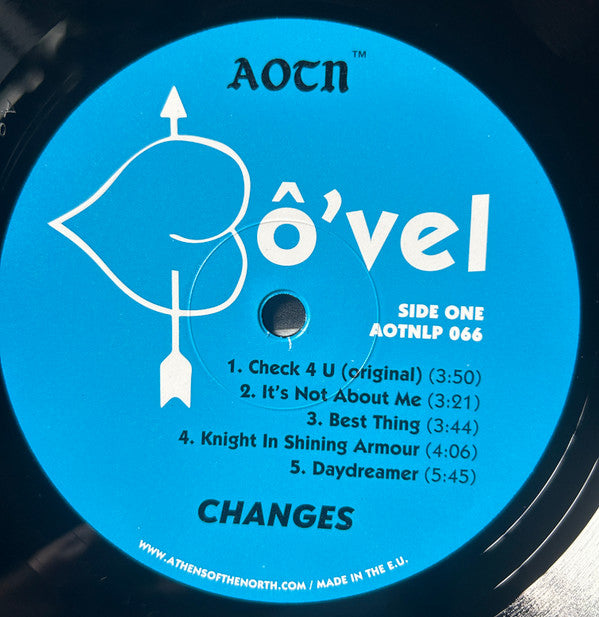 AOTN™
Bô'vel
SIDE ONE
AOTNLP 066
1. Check 4 U (original) (3:50)
2. It's Not About Me (3:21)
3. Best Thing (3:44)
4. Knight In Shining Armour (4:06)
5. Daydreamer (5:45)
CHANGES
WWW.ATHENSOFTHENORTH.COM / MADE IN THE E.U.